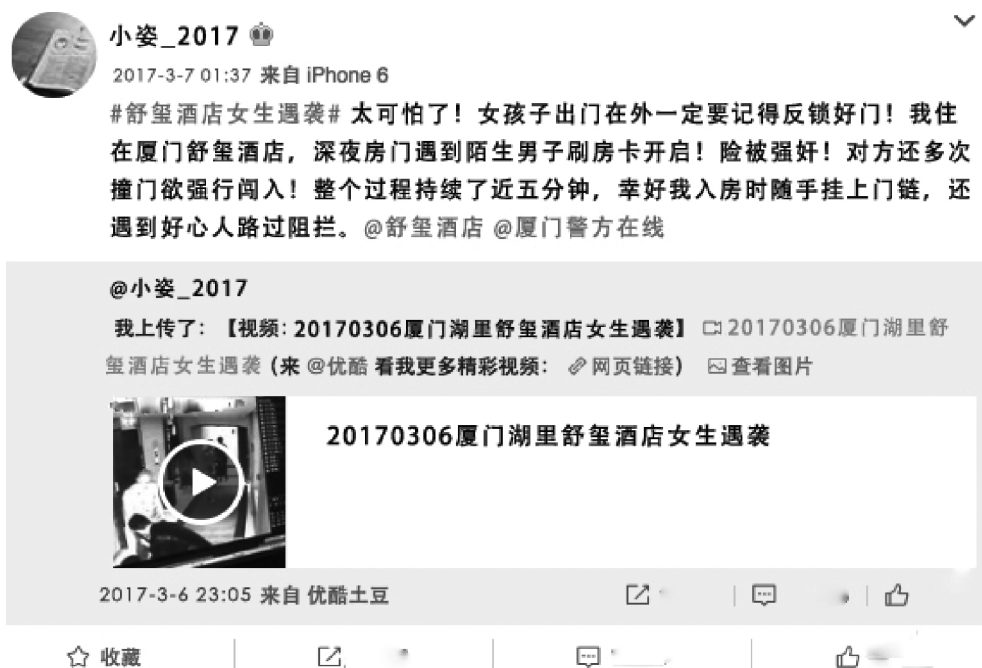 小姿_2017
2017-3-7 01:37 来自 iPhone 6
#舒玺酒店女生遇袭# 太可怕了！女孩子出门在外一定要记得反锁好门！我住
在厦门舒玺酒店，深夜房门遇到陌生男子刷房卡开启！险被强奸！对方还多次
撞门欲强行闯入！整个过程持续了近五分钟，幸好我入房时随手挂上门链，还
遇到好心人路过阻拦。@舒玺酒店 @厦门警方在线
@小姿_2017
我上传了：【视频：20170306厦门湖里舒玺酒店女生遇袭】 20170306厦门湖里舒
玺酒店女生遇袭 (来 @优酷 看我更多精彩视频： 网页链接) 查看图片
20170306厦门湖里舒玺酒店女生遇袭
2017-3-6 23:05 来自 优酷土豆
收藏